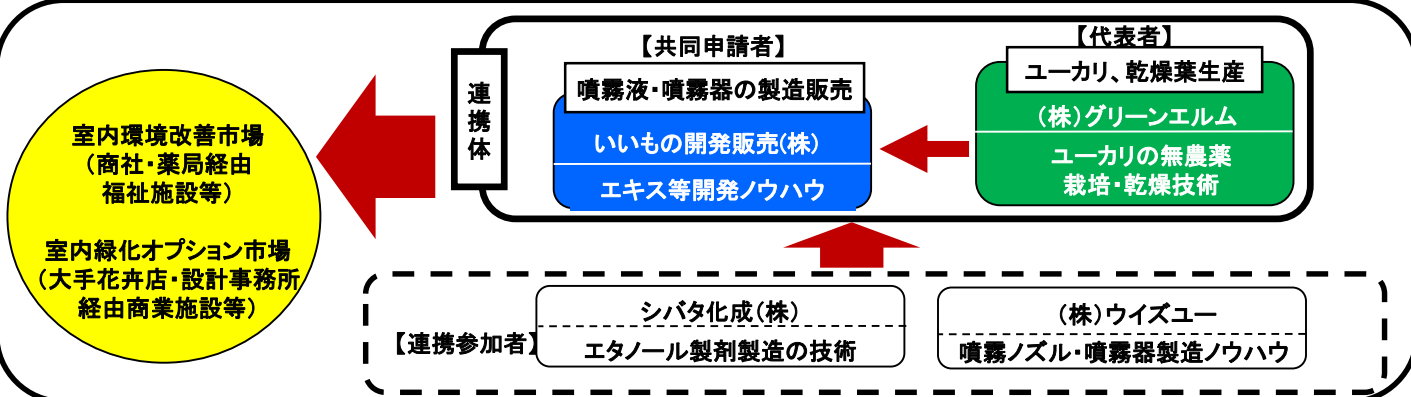 室内環境改善市場
（商社・薬局経由
福祉施設等）
室内緑化オプション市場
（大手花卉店・設計事務所
経由商業施設等）
連携体
【共同申請者】
噴霧液・噴霧器の製造販売
いいもの開発販売（株）
エキス等開発ノウハウ
【代表者】
ユーカリ、乾燥葉生産
（株）グリーンエルム
ユーカリの無農薬
栽培・乾燥技術
【連携参加者】
シバタ化成（株）
エタノール製剤製造の技術
（株）ウイズユー
噴霧ノズル・噴霧器製造ノウハウ